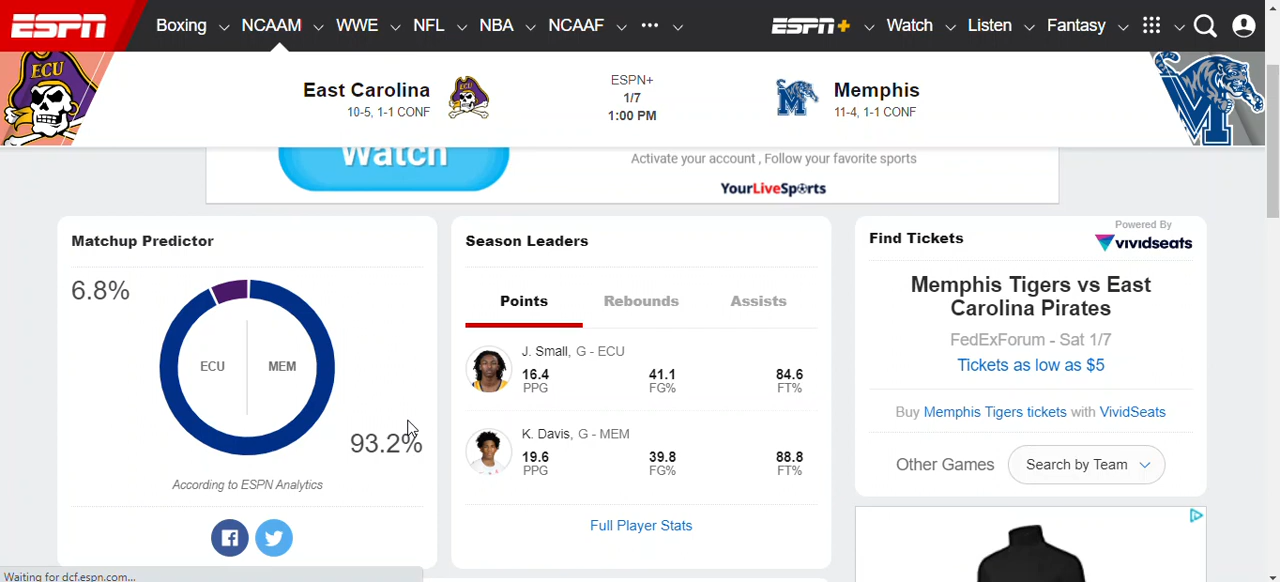 ESPN Boxing NCAAM WWE NFL NBA NCAAF ••• ESPN+ Watch Listen Fantasy
ECU
East Carolina
10-5, 1-1 CONF
ECU
ESPN+
1/7
1:00 PM
M
Memphis
11-4, 1-1 CONF
M
Watch
Activate your account , Follow your favorite sports
YourLiveSports
Matchup Predictor
6.8%
ECU
MEM
93.2%
According to ESPN Analytics
Season Leaders
Points Rebounds Assists
J. Small, G - ECU
16.4 41.1 84.6
PPG FG% FT%
K. Davis, G - MEM
19.6 39.8 88.8
PPG FG% FT%
Full Player Stats
Find Tickets
Powered By
vividseats
Memphis Tigers vs East
Carolina Pirates
FedExForum - Sat 1/7
Tickets as low as $5
Buy Memphis Tigers tickets with VividSeats
Other Games Search by Team
Waiting for dcf.espn.com...